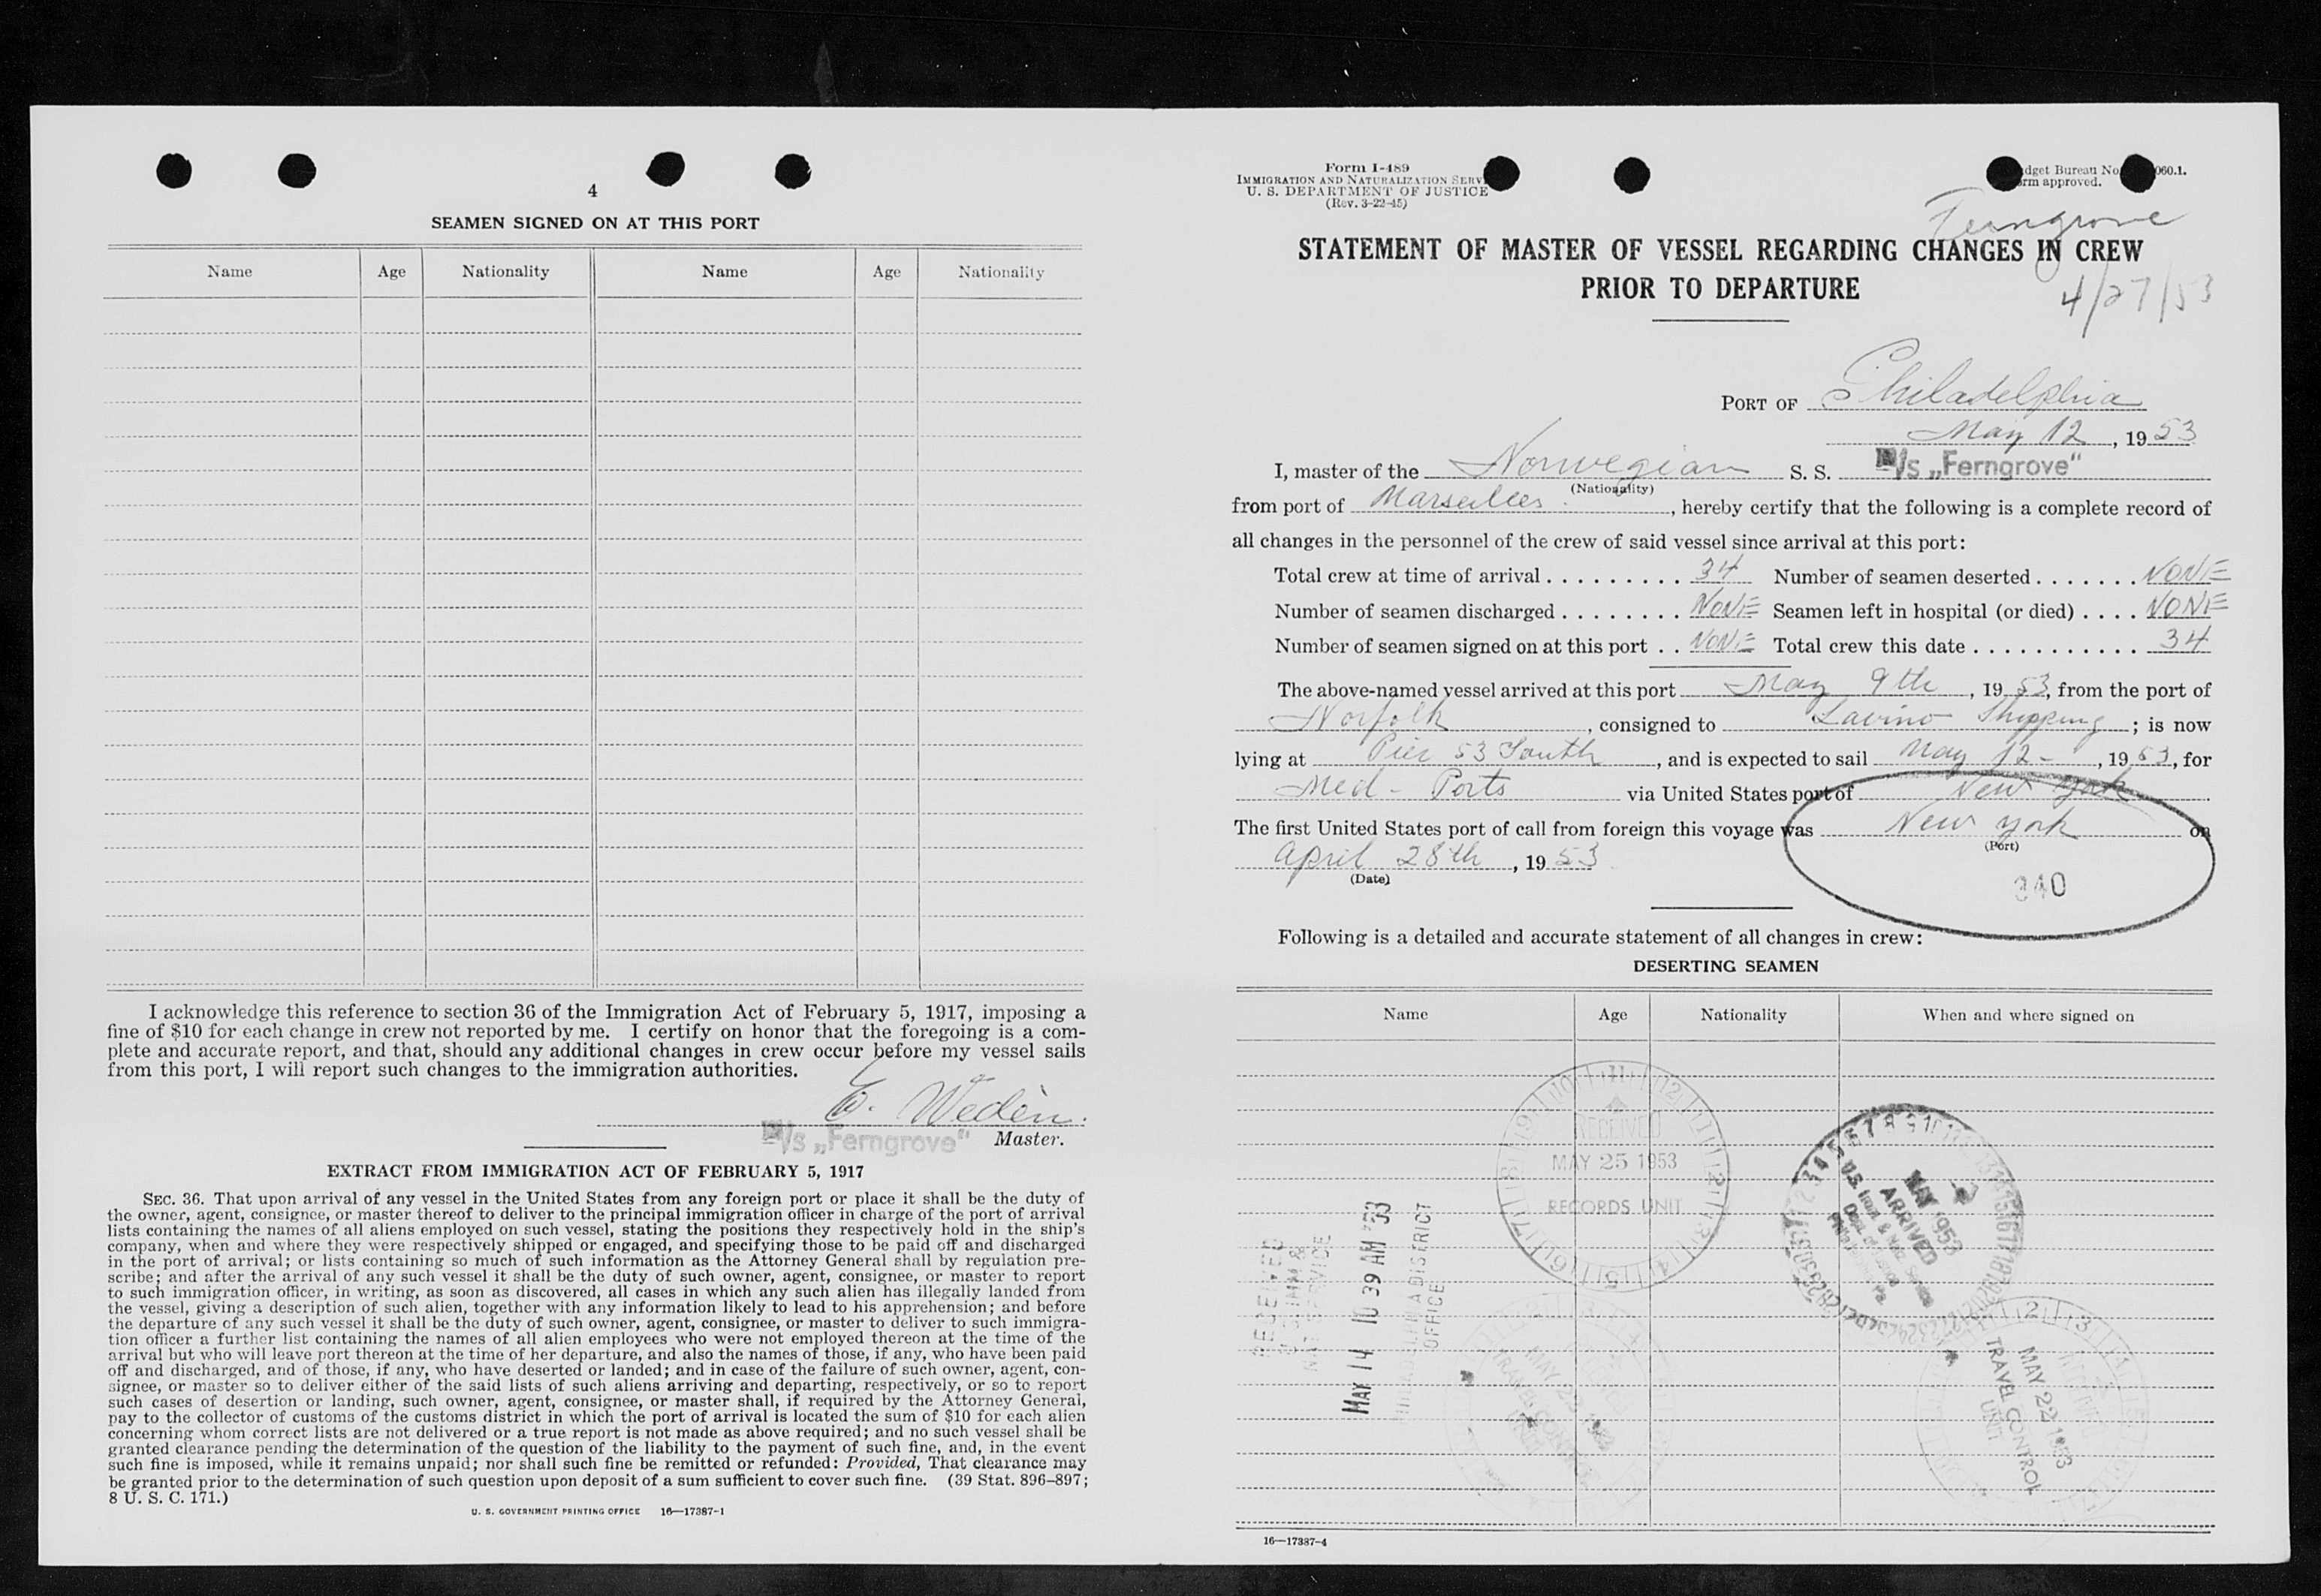 4
SEAMEN SIGNED ON AT THIS PORT
Name Age Nationality Name Age Nationality
I acknowledge this reference to section 36 of the Immigration Act of February 5, 1917, imposing a
fine of $10 for each change in crew not reported by me. I certify on honor that the foregoing is a com-
plete and accurate report, and that, should any additional changes in crew occur before my vessel sails
from this port, I will report such changes to the immigration authorities.
E. Wedèn.
M/s „Ferngrove" Master.
EXTRACT FROM IMMIGRATION ACT OF FEBRUARY 5, 1917
SEC. 36. That upon arrival of any vessel in the United States from any foreign port or place it shall be the duty of
the owner, agent, consignee, or master thereof to deliver to the principal immigration officer in charge of the port of arrival
lists containing the names of all aliens employed on such vessel, stating the positions they respectively hold in the ship's
company, when and where they were respectively shipped or engaged, and specifying those to be paid off and discharged
in the port of arrival; or lists containing so much of such information as the Attorney General shall by regulation pre-
scribe; and after the arrival of any such vessel it shall be the duty of such owner, agent, consignee, or master to report
to such immigration officer, in writing, as soon as discovered, all cases in which any such alien has illegally landed from
the vessel, giving a description of such alien, together with any information likely to lead to his apprehension; and before
the departure of any such vessel it shall be the duty of such owner, agent, consignee, or master to deliver to such immigra-
tion officer a further list containing the names of all alien employees who were not employed thereon at the time of the
arrival but who will leave port thereon at the time of her departure, and also the names of those, if any, who have been paid
off and discharged, and of those, if any, who have deserted or landed; and in case of the failure of such owner, agent, con-
signee, or master so to deliver either of the said lists of such aliens arriving and departing, respectively, or so to report
such cases of desertion or landing, such owner, agent, consignee, or master shall, if required by the Attorney General,
pay to the collector of customs of the customs district in which the port of arrival is located the sum of $10 for each alien
concerning whom correct lists are not delivered or a true report is not made as above required; and no such vessel shall be
granted clearance pending the determination of the question of the liability to the payment of such fine, and, in the event
such fine is imposed, while it remains unpaid; nor shall such fine be remitted or refunded: Provided, That clearance may
be granted prior to the determination of such question upon deposit of a sum sufficient to cover such fine. (39 Stat. 896-897;
8 U. S. C. 171.)
U. S. GOVERNMENT PRINTING OFFICE 16—17387-1
Form I-489
IMMIGRATION AND NATURALIZATION SERV
U. S. DEPARTMENT OF JUSTICE
(Rev. 3-22-45)
dget Bureau No. 060.1.
rm approved.
Ferngrove
STATEMENT OF MASTER OF VESSEL REGARDING CHANGES IN CREW
PRIOR TO DEPARTURE
4/27/53
PORT OF Philadelphia
May 12, 1953
I, master of the Norwegian S. S. M/s „Ferngrove"
(Nationality)
from port of Marseilles, hereby certify that the following is a complete record of
all changes in the personnel of the crew of said vessel since arrival at this port:
Total crew at time of arrival 34 Number of seamen deserted NONE
Number of seamen discharged NONE Seamen left in hospital (or died) NONE
Number of seamen signed on at this port NONE Total crew this date 34
The above-named vessel arrived at this port May 9th, 1953, from the port of
Norfolk, consigned to Lavino Shipping; is now
lying at Pier 53 South, and is expected to sail May 12-, 1953, for
Med - Ports via United States port of New York
The first United States port of call from foreign this voyage was New York on
(Port)
April 28th, 1953
(Date)
340
Following is a detailed and accurate statement of all changes in crew:
DESERTING SEAMEN
Name Age Nationality When and where signed on
RECEIVED
MAY 25 1953
RECORDS UNIT
ARRIVED
RECEIVED
MAY 14 10 39 AM '53
DISTRICT
OFFICE
MAY 22 1953
TRAVEL CONTROL
UNIT
16—17387-4